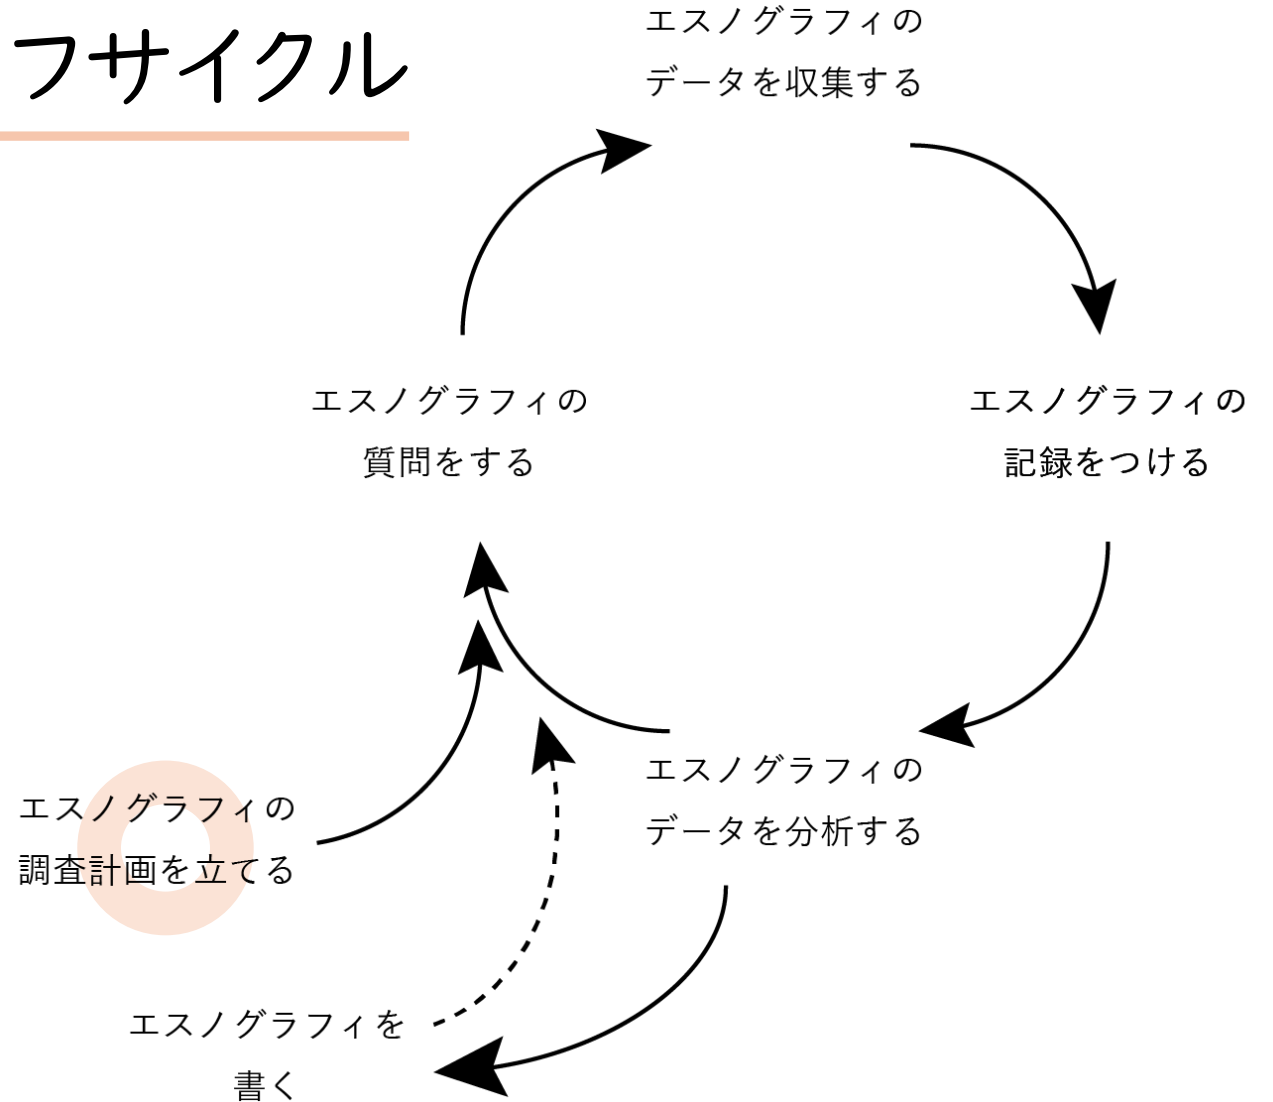 フサイクル
エスノグラフィの
データを収集する
エスノグラフィの
質問をする
エスノグラフィの
記録をつける
エスノグラフィの
データを分析する
エスノグラフィの
調査計画を立てる
エスノグラフィを
書く